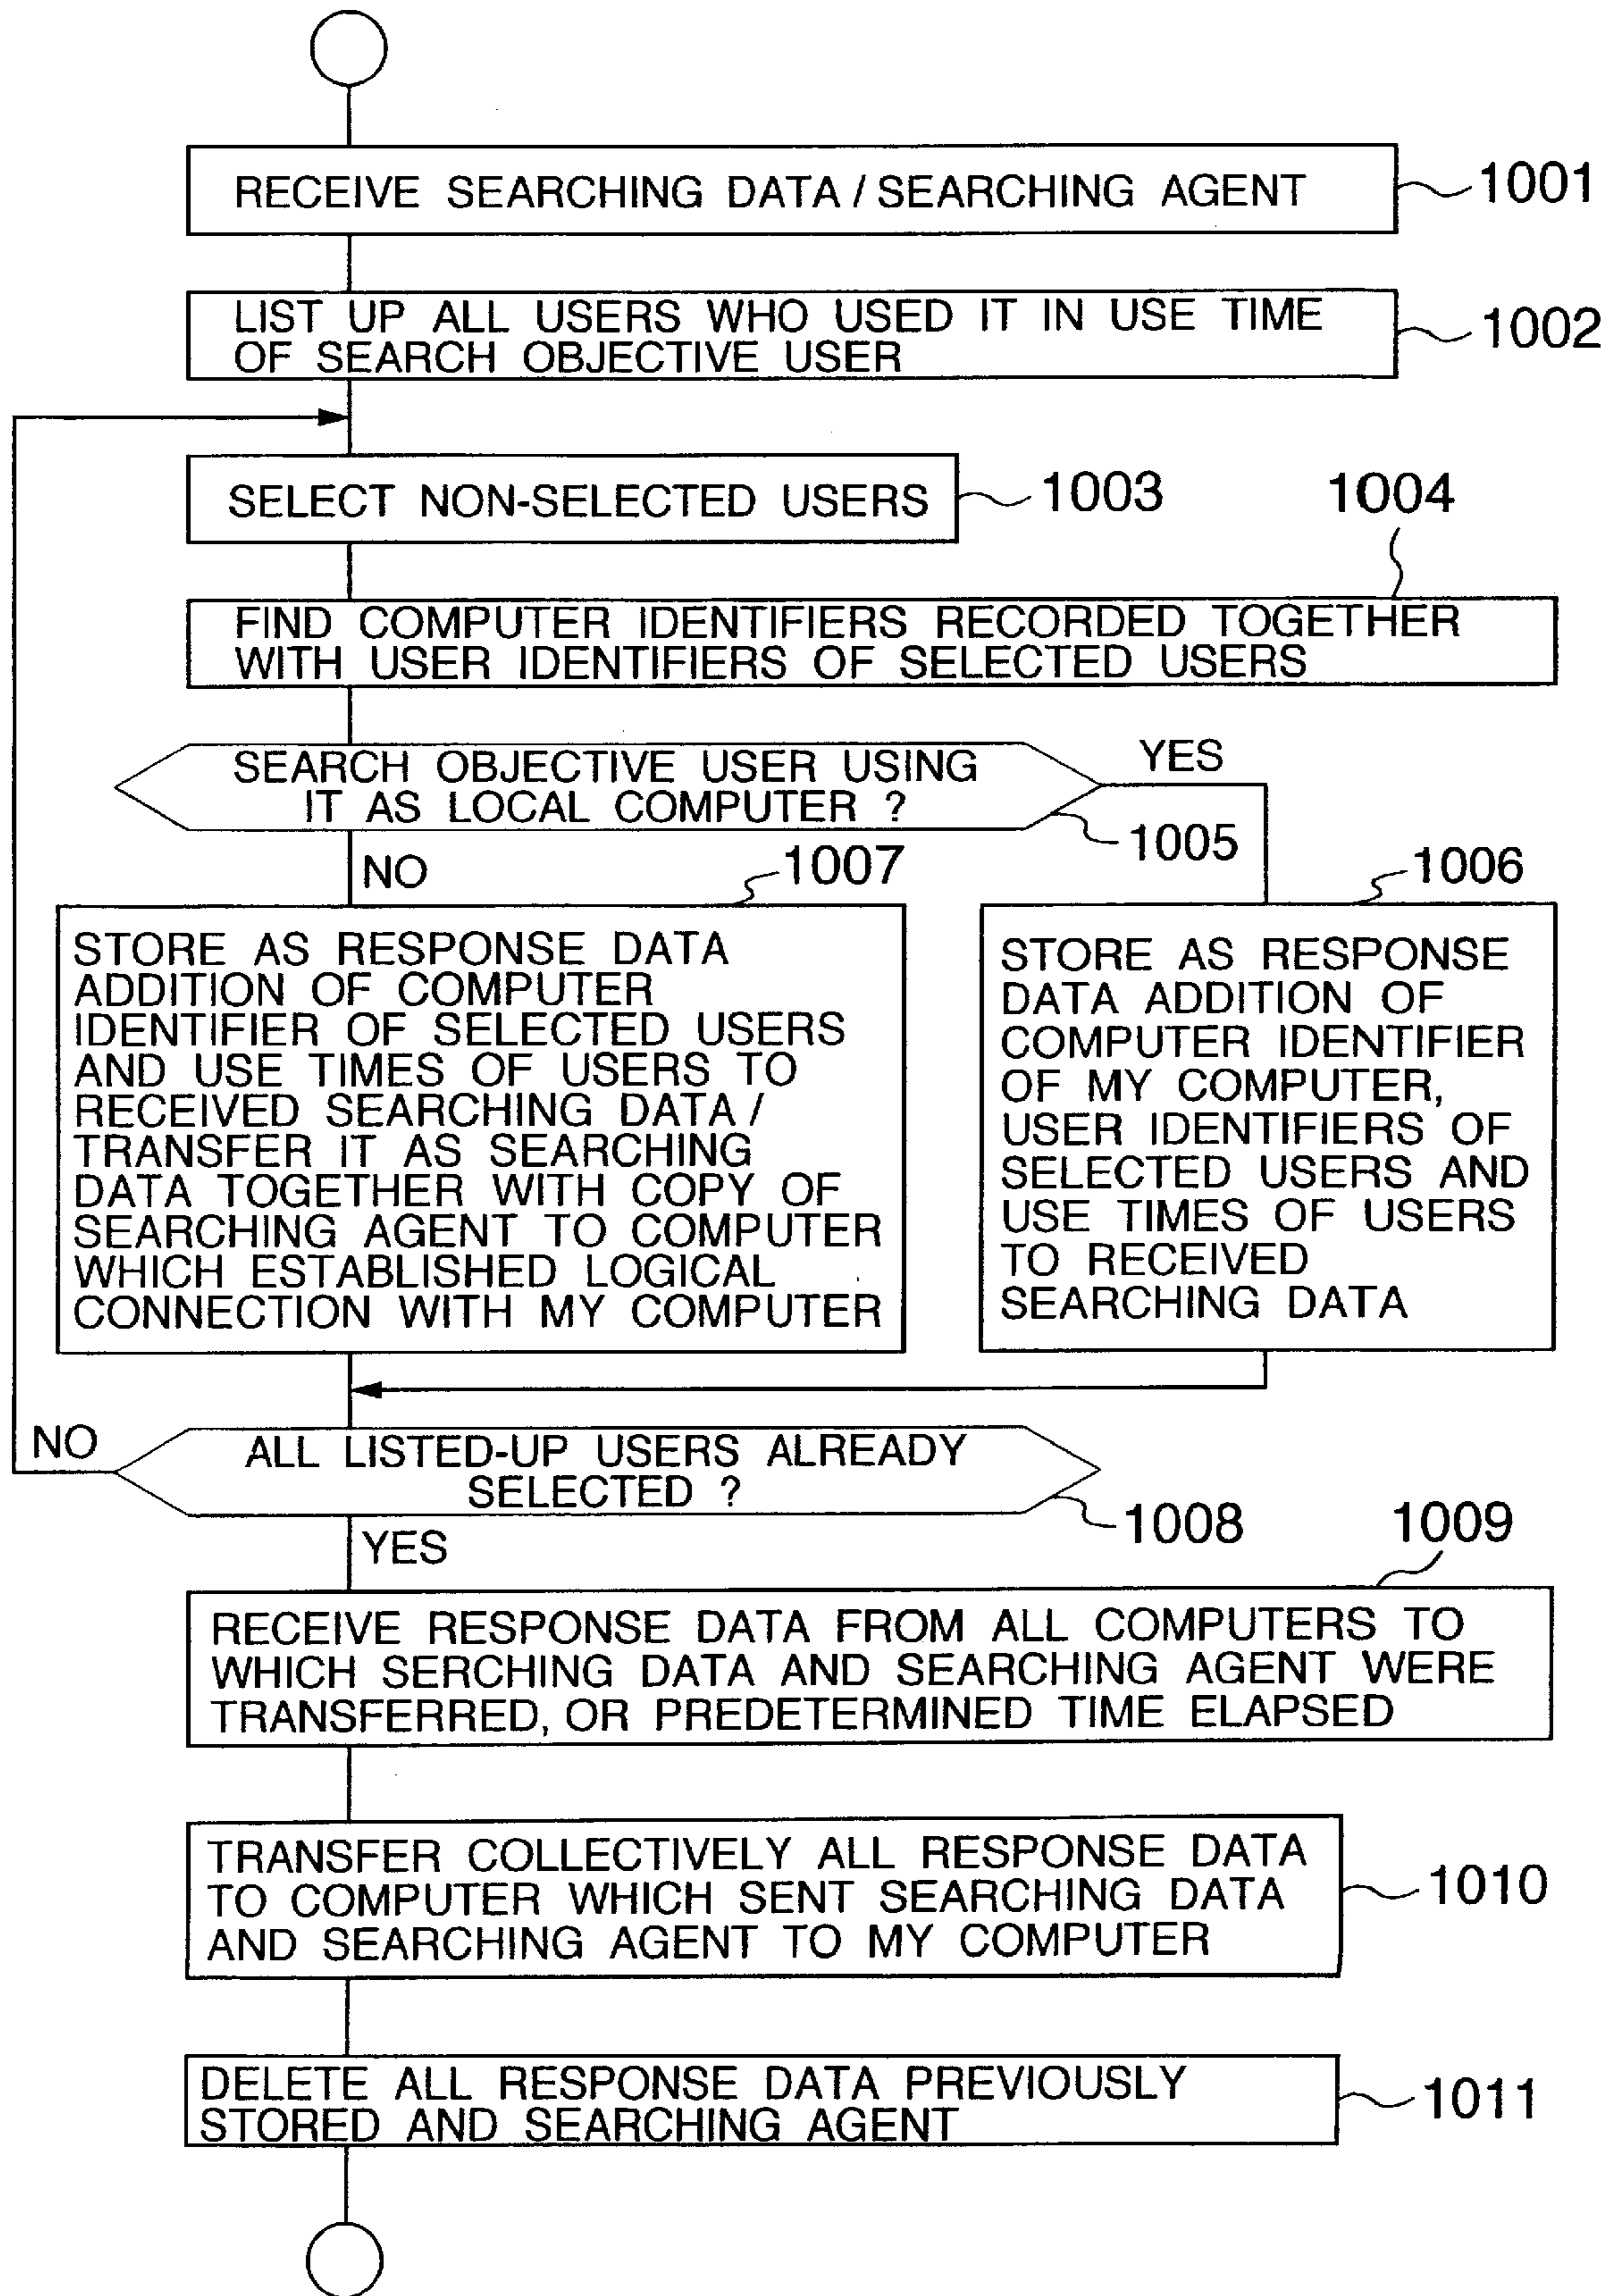 RECEIVE SEARCHING DATA / SEARCHING AGENT
1001
LIST UP ALL USERS WHO USED IT IN USE TIME
OF SEARCH OBJECTIVE USER
1002
SELECT NON-SELECTED USERS
1003
1004
FIND COMPUTER IDENTIFIERS RECORDED TOGETHER
WITH USER IDENTIFIERS OF SELECTED USERS
SEARCH OBJECTIVE USER USING
IT AS LOCAL COMPUTER ?
YES
1005
NO
1007
1006
STORE AS RESPONSE DATA
ADDITION OF COMPUTER
IDENTIFIER OF SELECTED USERS
AND USE TIMES OF USERS TO
RECEIVED SEARCHING DATA /
TRANSFER IT AS SEARCHING
DATA TOGETHER WITH COPY OF
SEARCHING AGENT TO COMPUTER
WHICH ESTABLISHED LOGICAL
CONNECTION WITH MY COMPUTER
STORE AS RESPONSE
DATA ADDITION OF
COMPUTER IDENTIFIER
OF MY COMPUTER,
USER IDENTIFIERS OF
SELECTED USERS AND
USE TIMES OF USERS
TO RECEIVED
SEARCHING DATA
NO
ALL LISTED-UP USERS ALREADY
SELECTED ?
1008
YES
1009
RECEIVE RESPONSE DATA FROM ALL COMPUTERS TO
WHICH SERCHING DATA AND SEARCHING AGENT WERE
TRANSFERRED, OR PREDETERMINED TIME ELAPSED
TRANSFER COLLECTIVELY ALL RESPONSE DATA
TO COMPUTER WHICH SENT SEARCHING DATA
AND SEARCHING AGENT TO MY COMPUTER
1010
DELETE ALL RESPONSE DATA PREVIOUSLY
STORED AND SEARCHING AGENT
1011